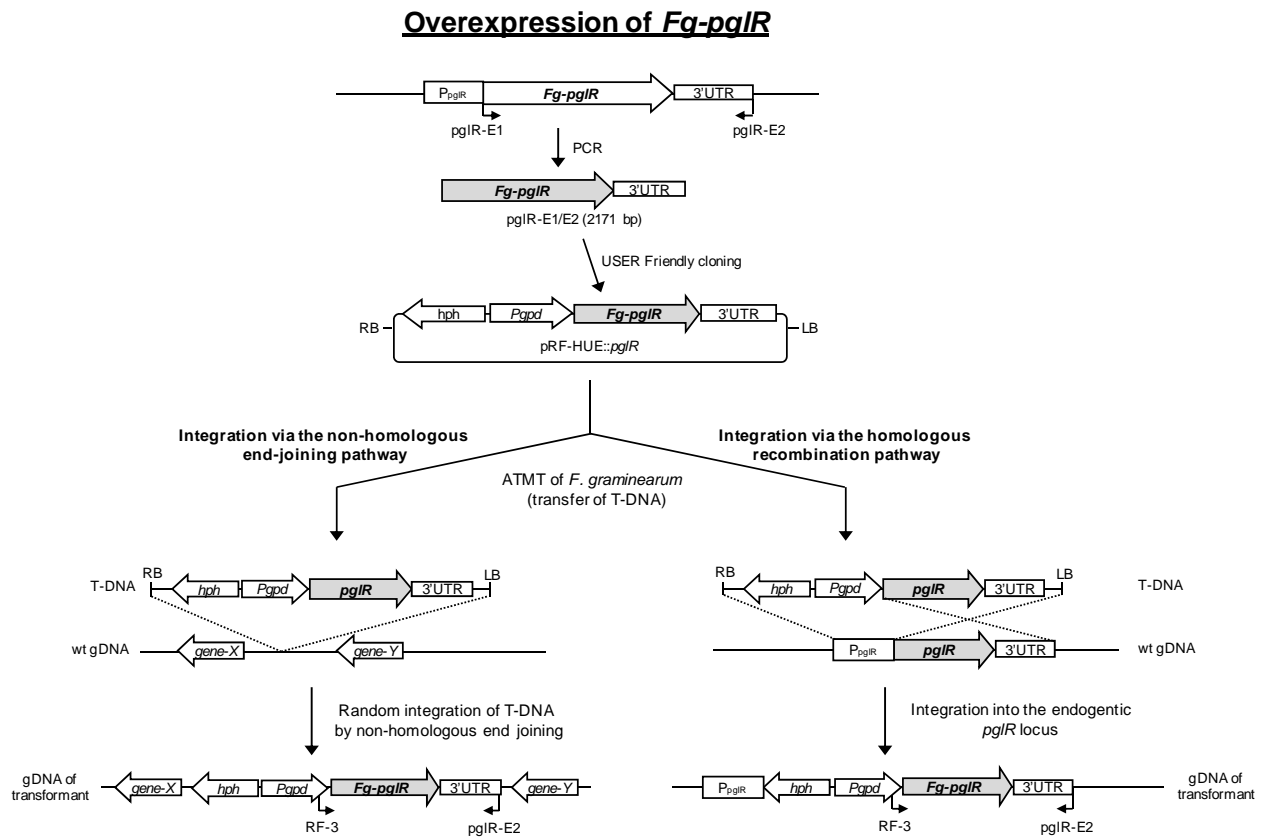 Overexpression of Fg-pglR
PpglR
Fg-pglR
3'UTR
pglR-E1
pglR-E2
PCR
Fg-pglR
3'UTR
pglR-E1/E2 (2171 bp)
USER Friendly cloning
hph
Pgpd
Fg-pglR
3'UTR
RB
LB
pRF-HUE::pglR
Integration via the non-homologous
end-joining pathway
Integration via the homologous
recombination pathway
ATMT of F. graminearum
(transfer of T-DNA)
RB
LB
T-DNA
hph
Pgpd
pglR
3'UTR
wt gDNA
gene-X
gene-Y
RB
LB
hph
Pgpd
pglR
3'UTR
T-DNA
PpglR
pglR
3'UTR
wt gDNA
Random integration of T-DNA
by non-homologous end joining
Integration into the endogentic
pglR locus
gDNA of
transformant
gene-X
hph
Pgpd
Fg-pglR
3'UTR
gene-Y
RF-3
pglR-E2
PpglR
hph
Pgpd
Fg-pglR
3'UTR
gDNA of
transformant
RF-3
pglR-E2